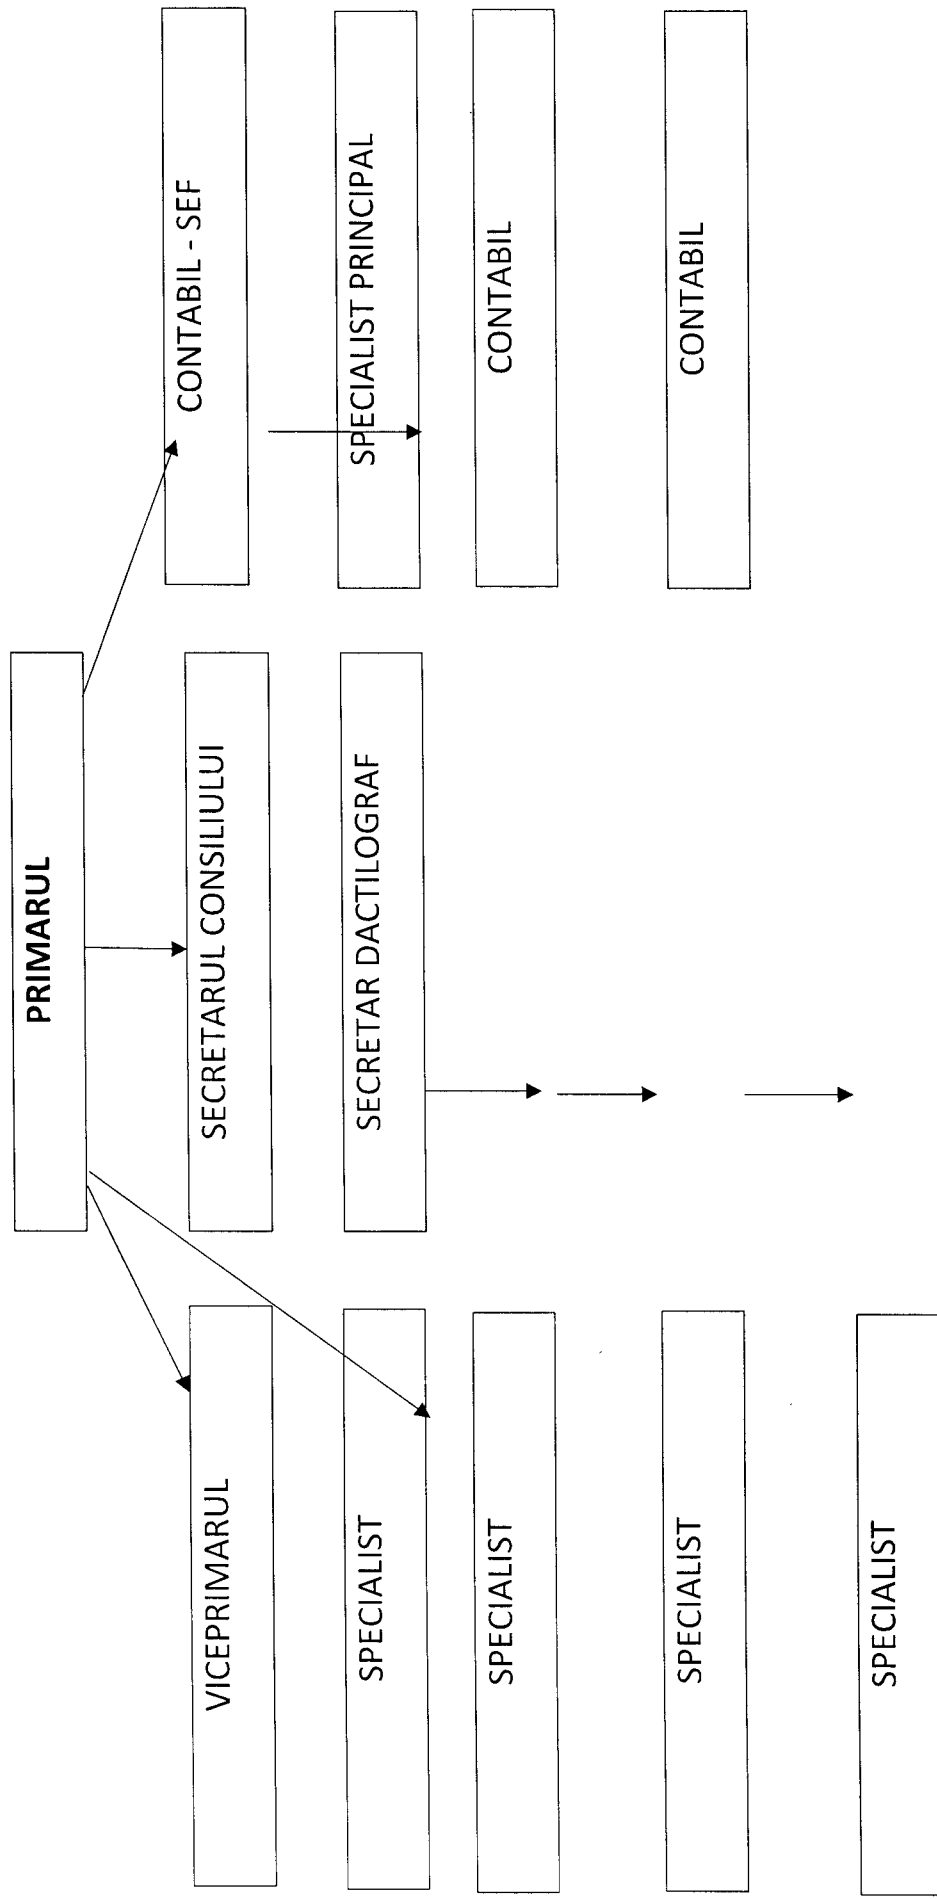 PRIMARUL
VICEPRIMARUL
SECRETARUL CONSILIULUI
CONTABIL - SEF
SPECIALIST
SECRETAR DACTILOGRAF
SPECIALIST PRINCIPAL
SPECIALIST
CONTABIL
SPECIALIST
CONTABIL
SPECIALIST